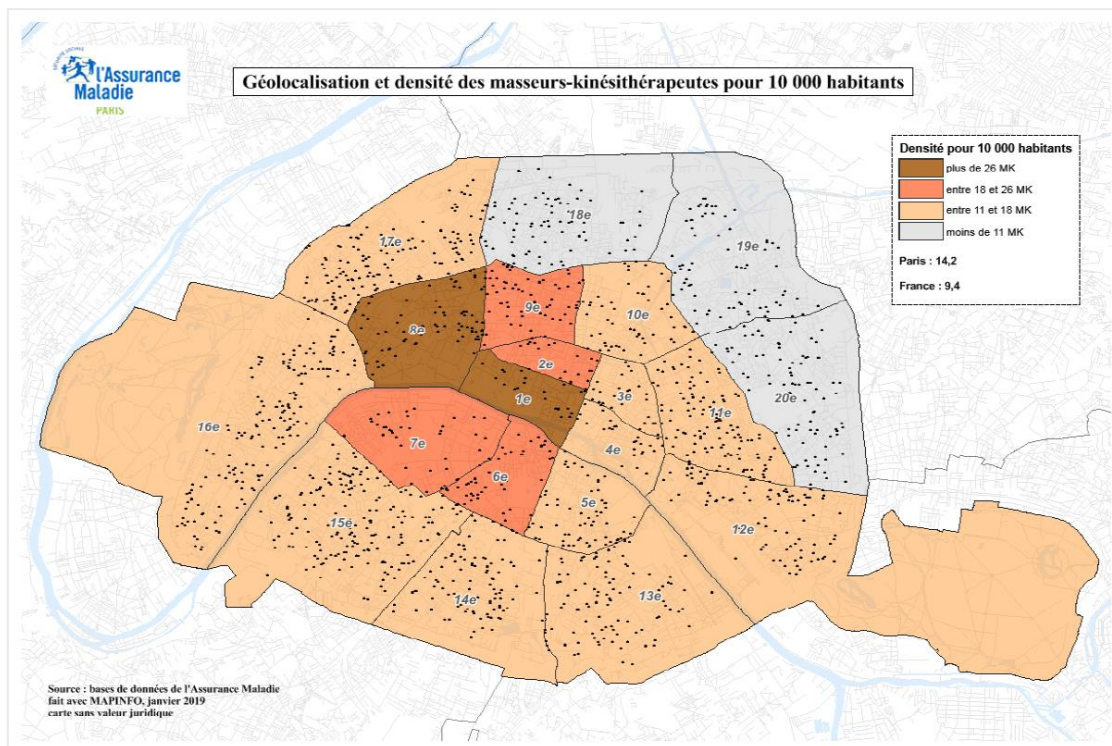 SÉCURITÉ SOCIALE
l'Assurance
Maladie
PARIS
Géolocalisation et densité des masseurs-kinésithérapeutes pour 10 000 habitants
Densité pour 10 000 habitants
plus de 26 MK
entre 18 et 26 MK
entre 11 et 18 MK
moins de 11 MK
Paris : 14,2
France : 9,4
18e
17e
19e
9e
10e
8e
2e
1e
3e
20e
11e
16e
7e
4e
6e
5e
15e
12e
14e
13e
Source : bases de données de l'Assurance Maladie
fait avec MAPINFO, janvier 2019
carte sans valeur juridique